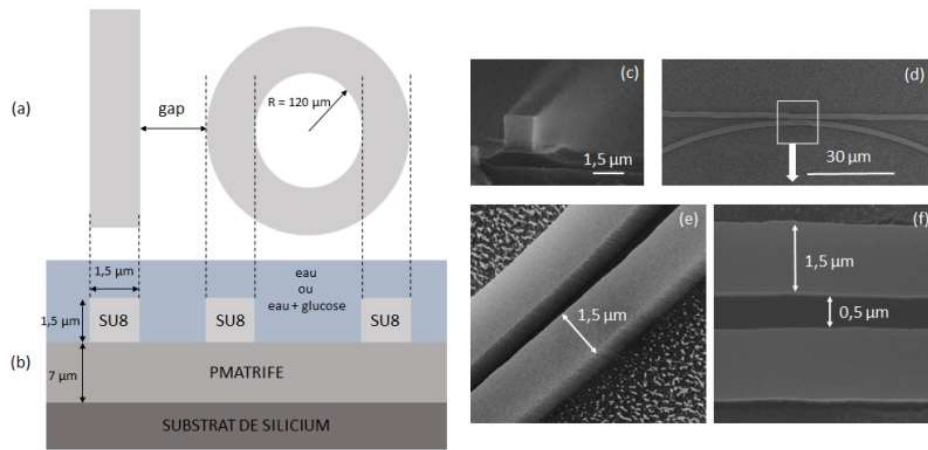 (a)
gap
R = 120 µm
(b)
1,5 µm
eau
ou
eau + glucose
1,5 µm
SU8
SU8
SU8
7 µm
PMATRIFE
SUBSTRAT DE SILICIUM
(c)
1,5 µm
(d)
30 µm
(e)
1,5 µm
(f)
1,5 µm
0,5 µm